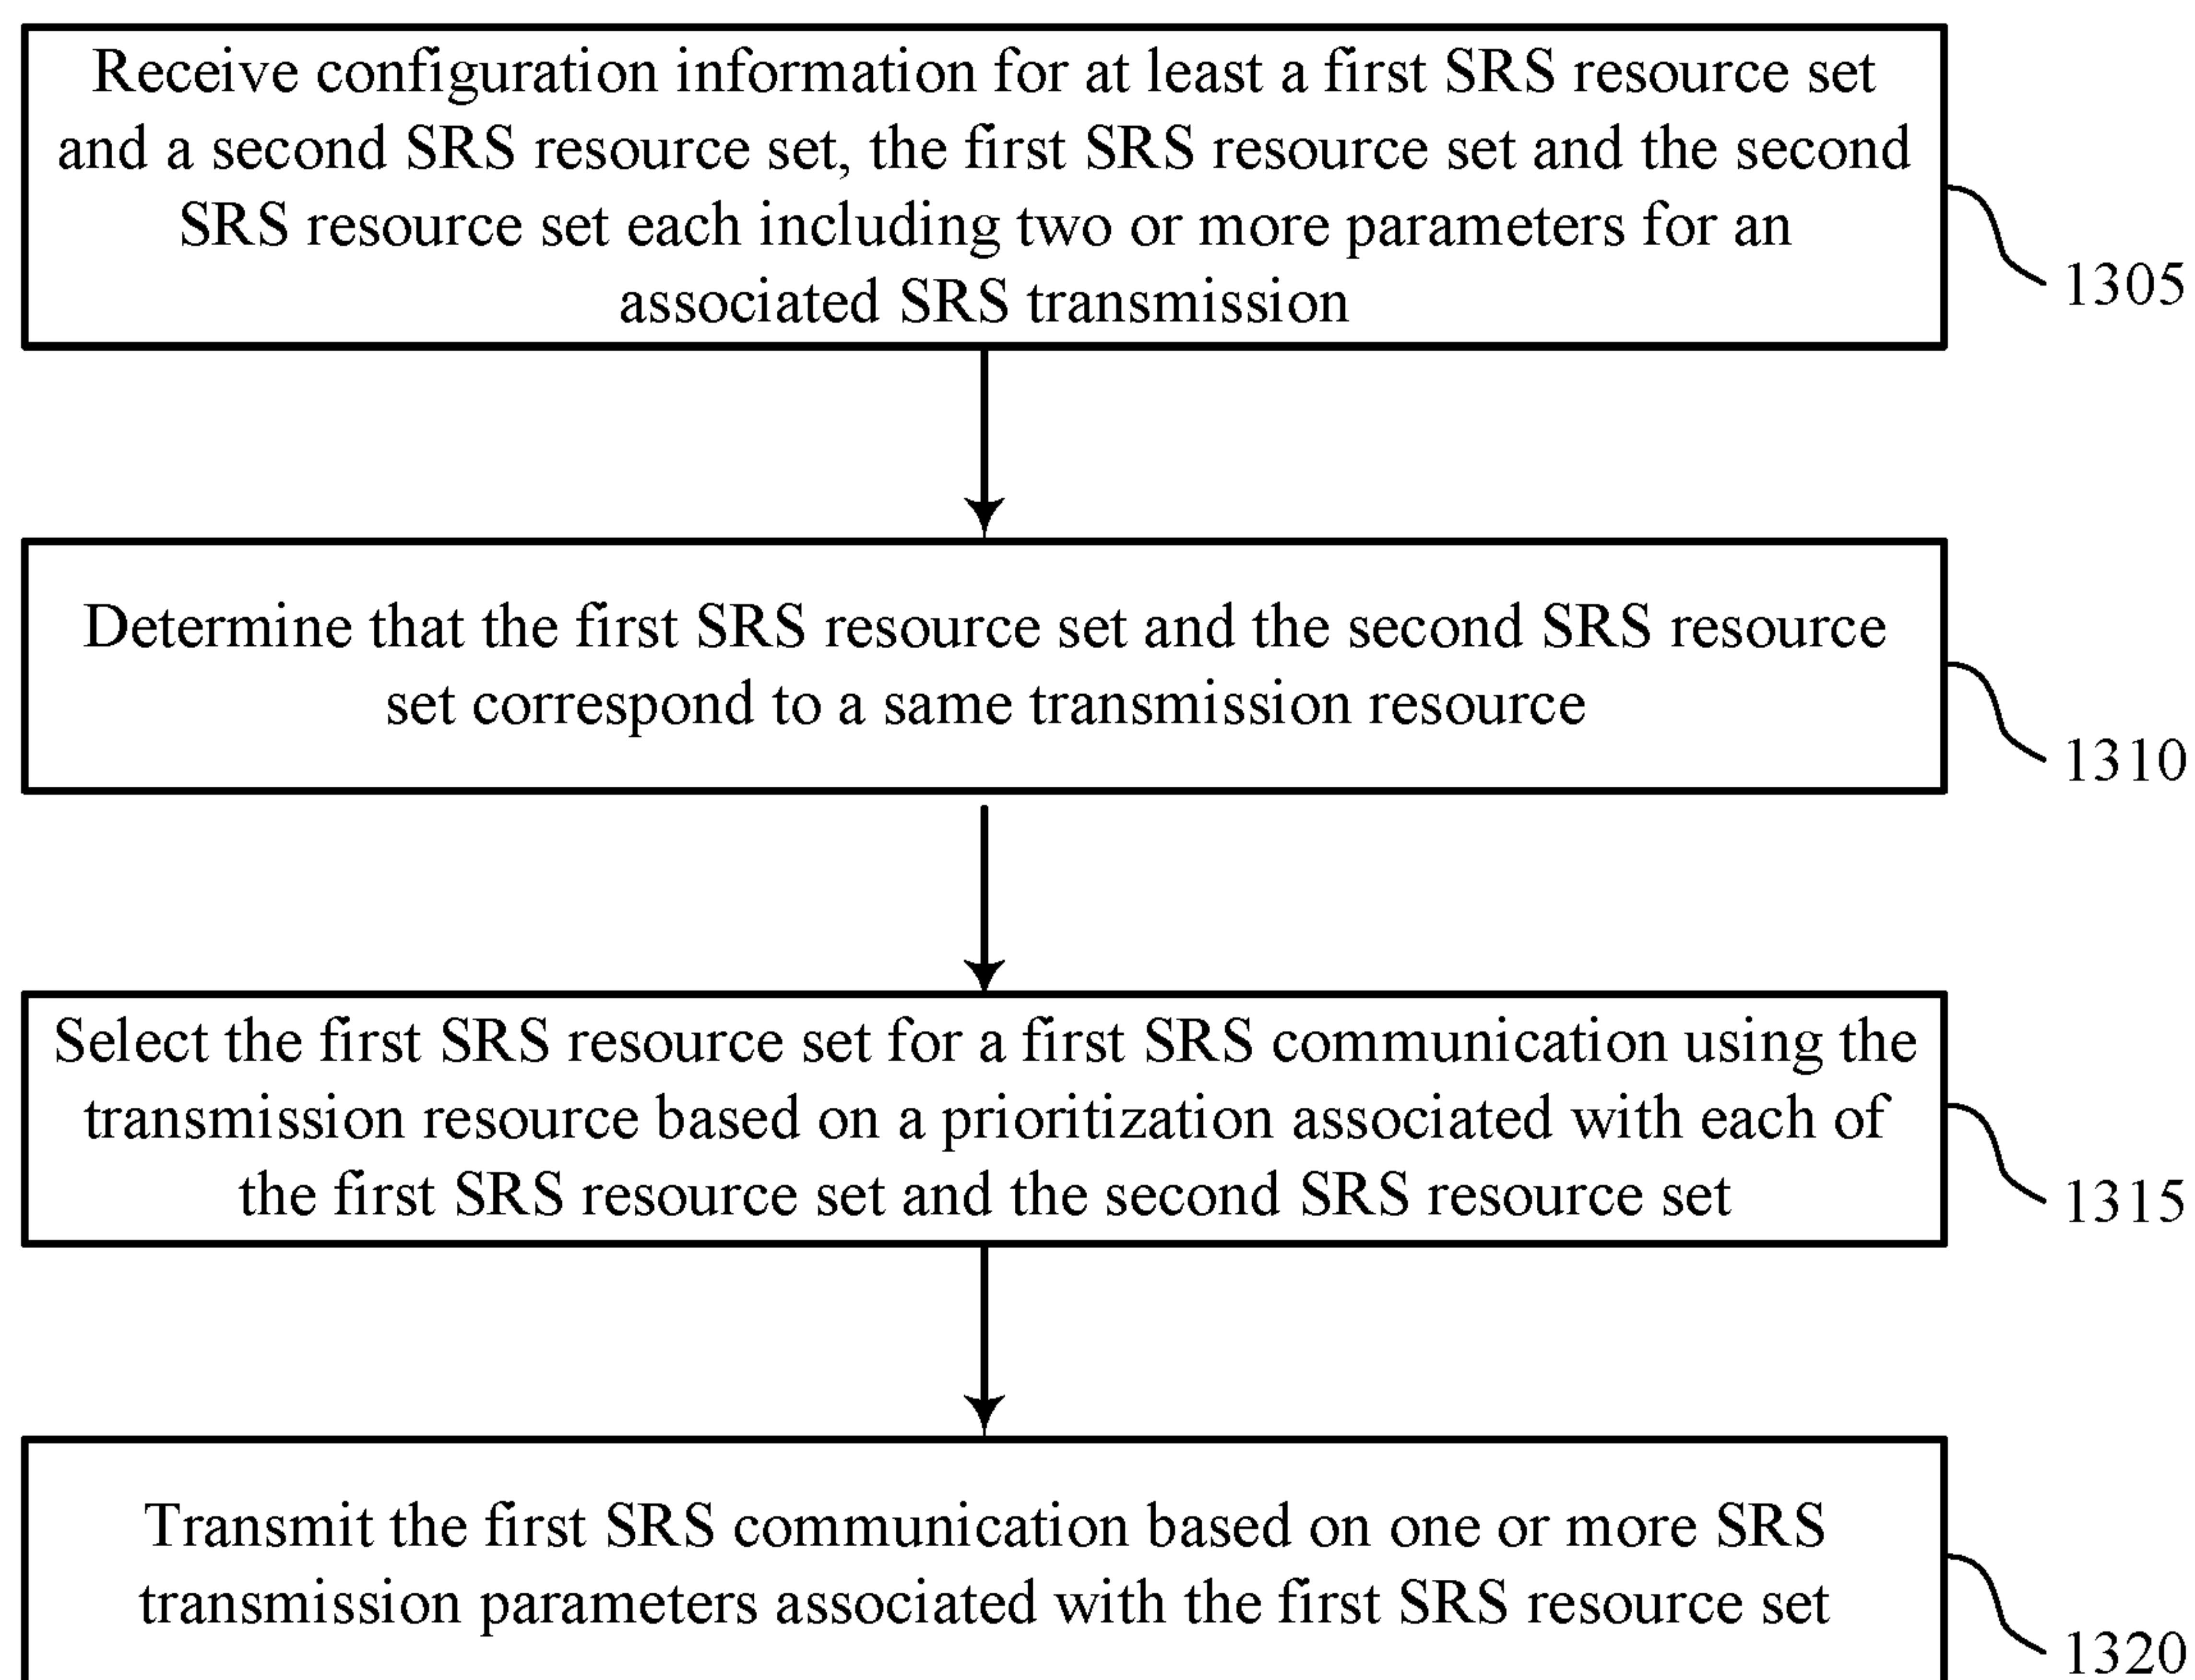 Receive configuration information for at least a first SRS resource set
and a second SRS resource set, the first SRS resource set and the second
SRS resource set each including two or more parameters for an
associated SRS transmission
1305
Determine that the first SRS resource set and the second SRS resource
set correspond to a same transmission resource
1310
Select the first SRS resource set for a first SRS communication using the
transmission resource based on a prioritization associated with each of
the first SRS resource set and the second SRS resource set
1315
Transmit the first SRS communication based on one or more SRS
transmission parameters associated with the first SRS resource set
1320